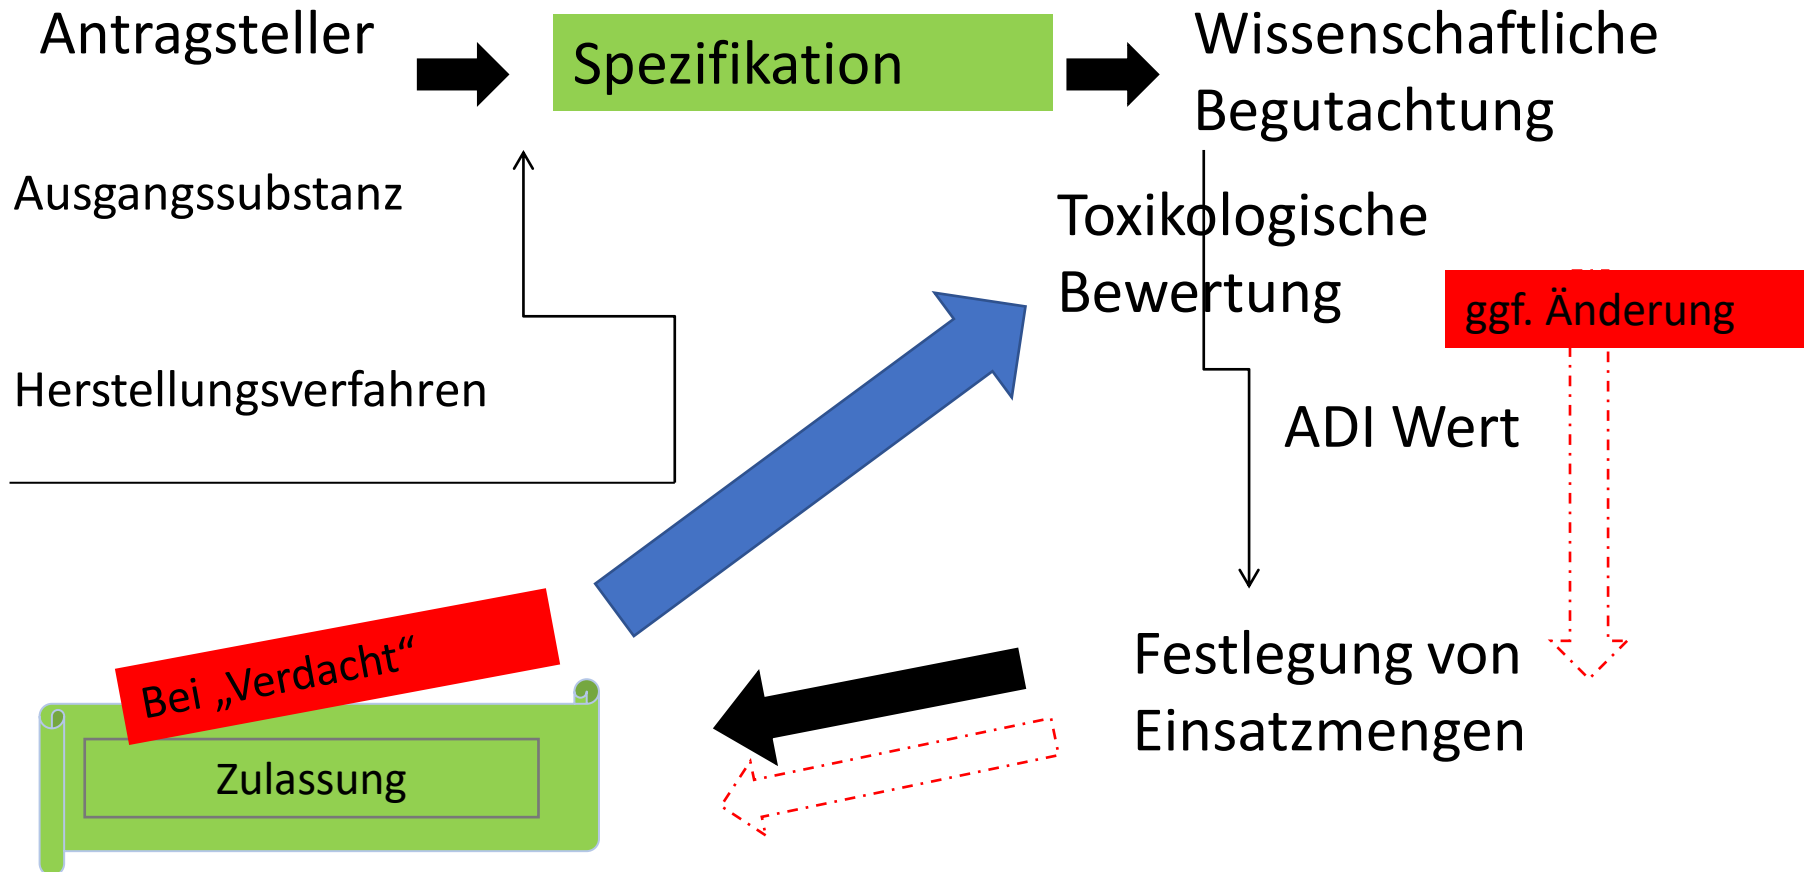 Antragsteller
Spezifikation
Wissenschaftliche
Begutachtung
Ausgangssubstanz
Toxikologische
Bewertung
ggf. Änderung
Herstellungsverfahren
ADI Wert
Bei „Verdacht“
Festlegung von
Einsatzmengen
Zulassung